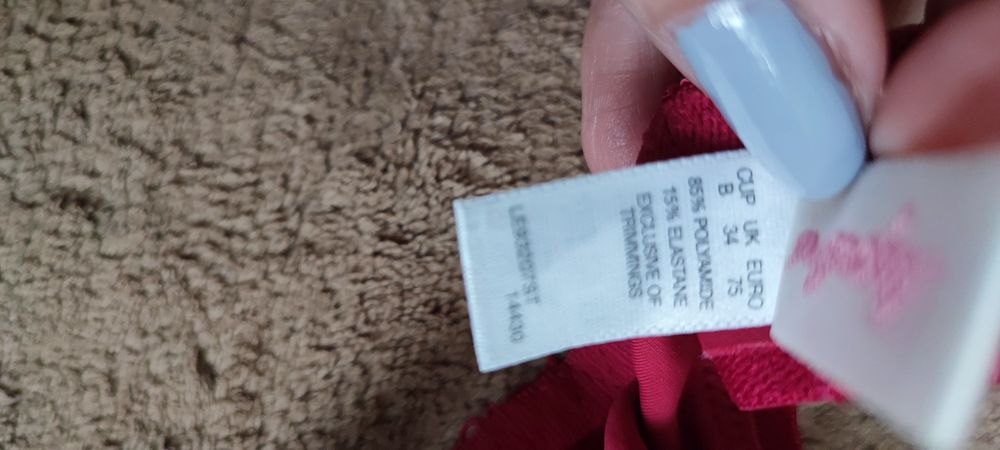 CUP UK EURO
B 34 75
85% POLYAMIDE
15% ELASTANE
EXCLUSIVE OF
TRIMMINGS
14430